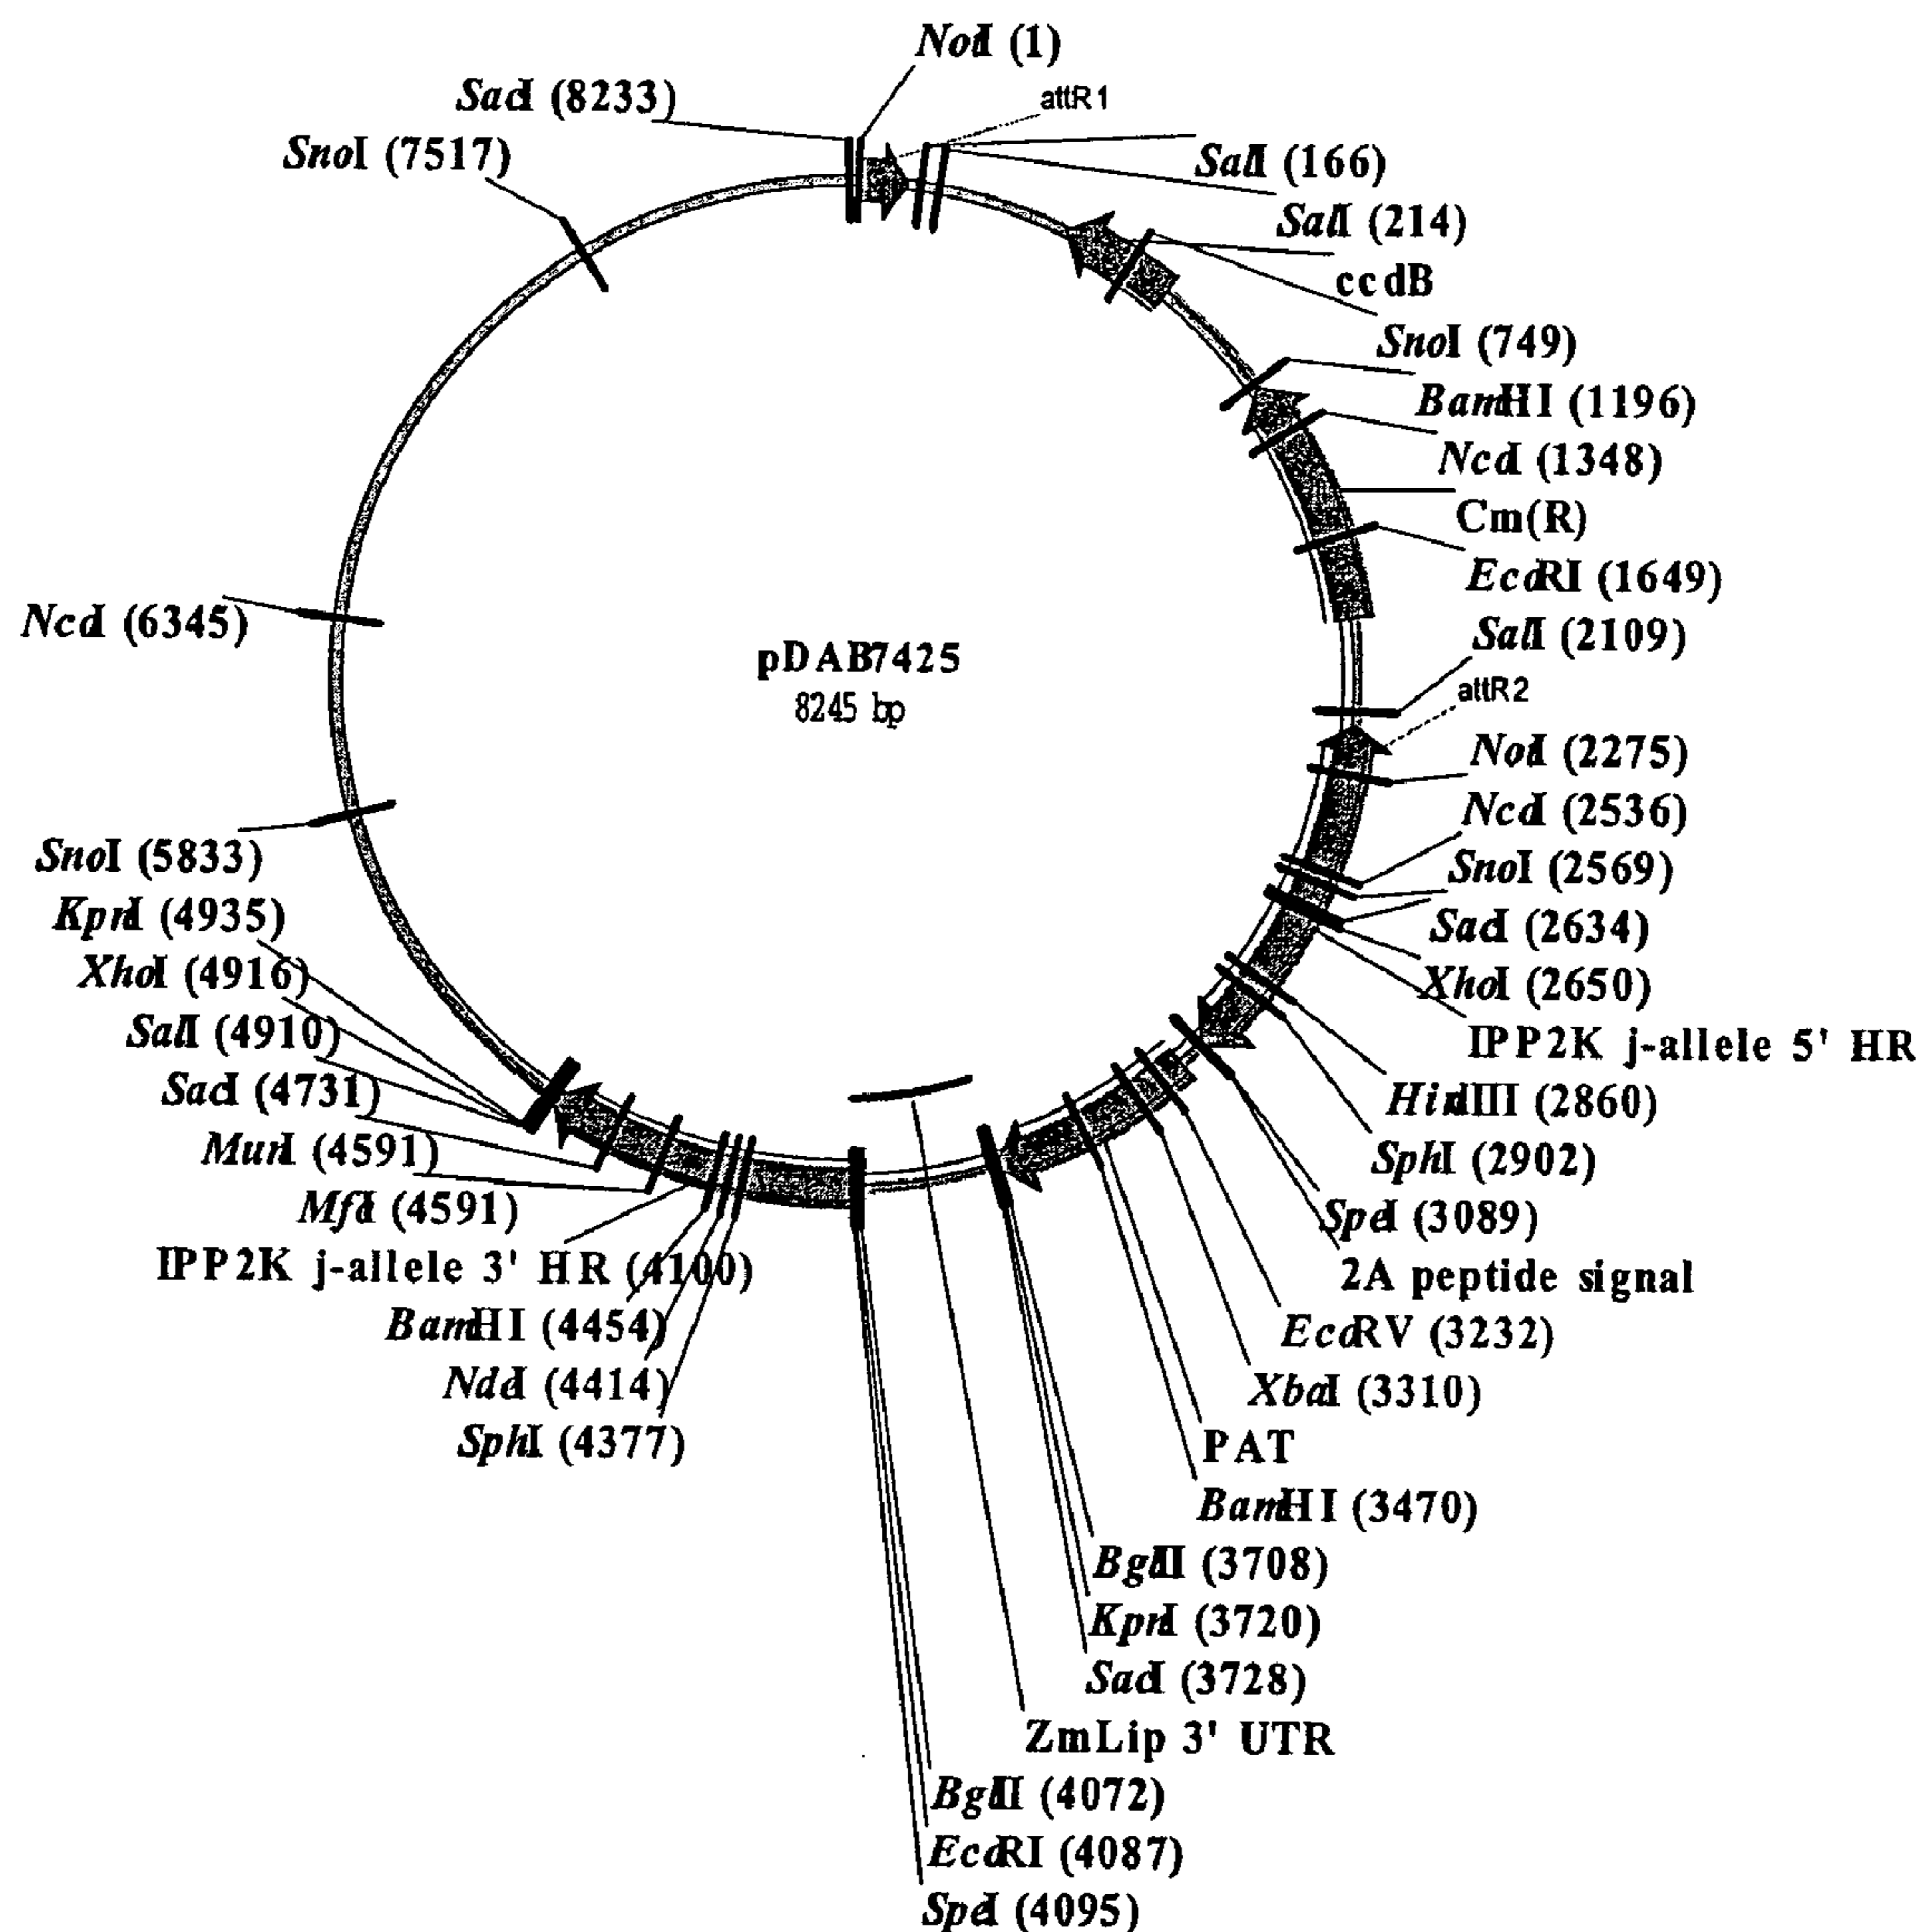 NotI (1)
attR1
SacI (8233)
SnoI (7517)
SalI (166)
SalI (214)
ccdB
SnoI (749)
BamHI (1196)
NcoI (1348)
Cm(R)
EcoRI (1649)
SalI (2109)
attR2
NotI (2275)
NcoI (2536)
SnoI (2569)
SacI (2634)
XhoI (2650)
IPP2K j-allele 5' HR
HindIII (2860)
SphI (2902)
SpeI (3089)
2A peptide signal
EcoRV (3232)
XbaI (3310)
PAT
BamHI (3470)
BglII (3708)
KpnI (3720)
SacI (3728)
ZmLip 3' UTR
BglII (4072)
EcoRI (4087)
SpeI (4095)
pDAB7425
8245 bp
NcoI (6345)
SnoI (5833)
KpnI (4935)
XhoI (4916)
SalI (4910)
SacI (4731)
MunI (4591)
MfeI (4591)
IPP2K j-allele 3' HR (4100)
BamHI (4454)
NdeI (4414)
SphI (4377)